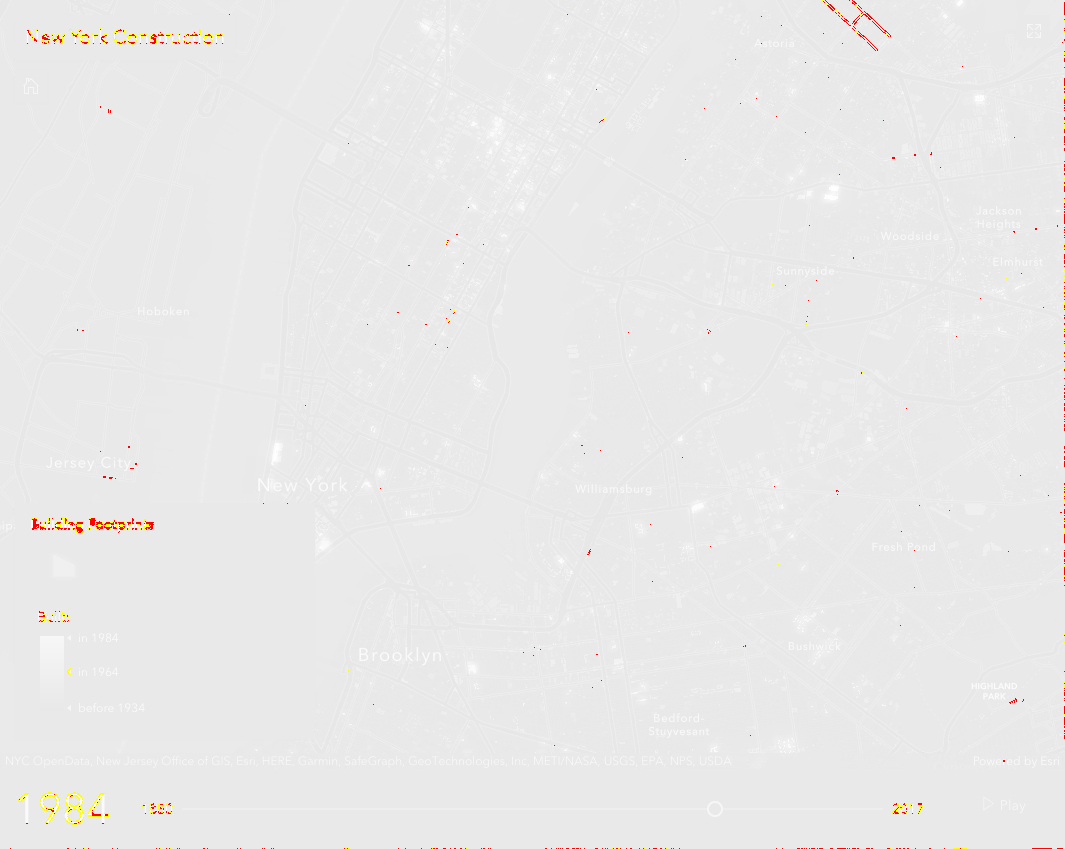 New York Construction
Astoria
Jackson
Heights
Woodside
Elmhurst
Sunnyside
Hoboken
Jersey City
New York
Williamsburg
Building Footprints
Fresh Pond
Built:
in 1984
in 1964
before 1934
Brooklyn
Bushwick
HIGHLAND
PARK
Bedford-
Stuyvesant
NYC OpenData, New Jersey Office of GIS, Esri, HERE, Garmin, SafeGraph, GeoTechnologies, Inc, METI/NASA, USGS, EPA, NPS, USDA
Powered by Esri
1984
2017
Play